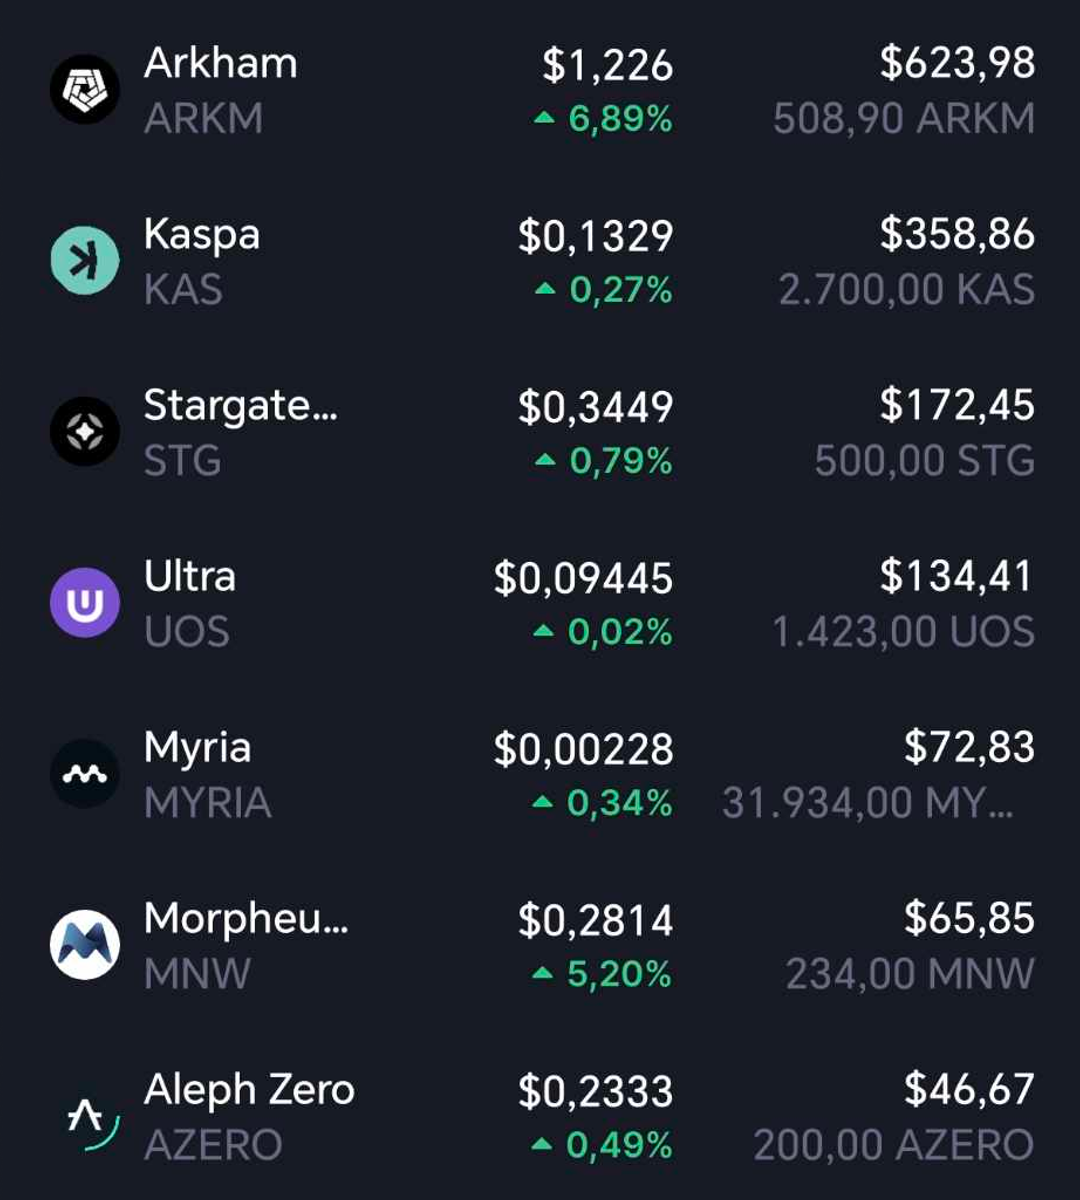 Arkham $1,226 $623,98
ARKM 6,89% 508,90 ARKM
Kaspa $0,1329 $358,86
KAS 0,27% 2.700,00 KAS
Stargate... $0,3449 $172,45
STG 0,79% 500,00 STG
Ultra $0,09445 $134,41
UOS 0,02% 1.423,00 UOS
Myria $0,00228 $72,83
MYRIA 0,34% 31.934,00 MY...
Morpheu... $0,2814 $65,85
MNW 5,20% 234,00 MNW
Aleph Zero $0,2333 $46,67
AZERO 0,49% 200,00 AZERO